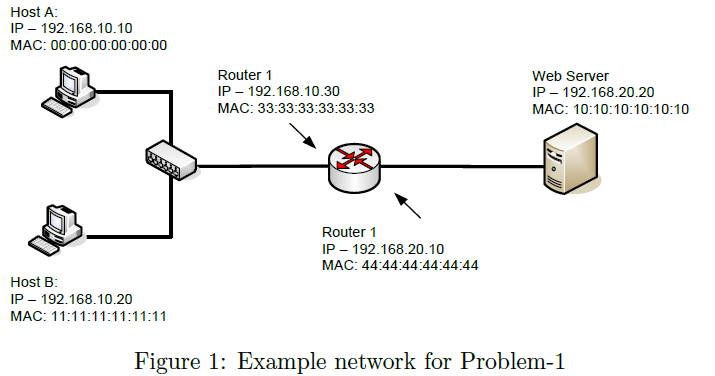 Host A:
IP – 192.168.10.10
MAC: 00:00:00:00:00:00
Router 1
IP – 192.168.10.30
MAC: 33:33:33:33:33:33
Web Server
IP – 192.168.20.20
MAC: 10:10:10:10:10:10
Router 1
IP – 192.168.20.10
MAC: 44:44:44:44:44:44
Host B:
IP – 192.168.10.20
MAC: 11:11:11:11:11:11
Figure 1: Example network for Problem-1